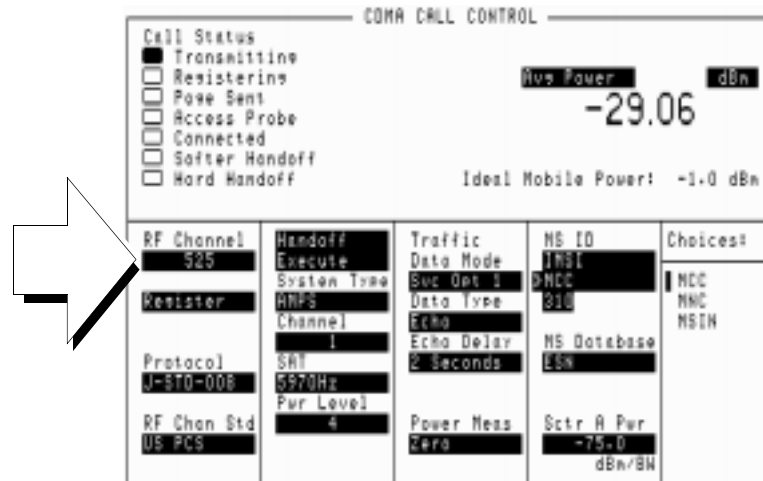 CDMA CALL CONTROL
Call Status
Transmitting
Registering
Page Sent
Access Probe
Connected
Softer Handoff
Hard Handoff
Avg Power dBm
-29.06
Ideal Mobile Power: -1.0 dBm
RF Channel
525
Register
Protocol
J-STD-008
RF Chan Std
US PCS
Handoff
Execute
System Type
AMPS
Channel
1
SAT
5970Hz
Pwr Level
4
Traffic
Data Mode
Svc Opt 1
Data Type
Echo
Echo Delay
2 Seconds
Power Meas
Zero
MS ID
IMSI
MCC
310
MS Database
ESN
Sctr A Pwr
-75.0
dBm/BW
Choices:
MCC
MNC
MSIN